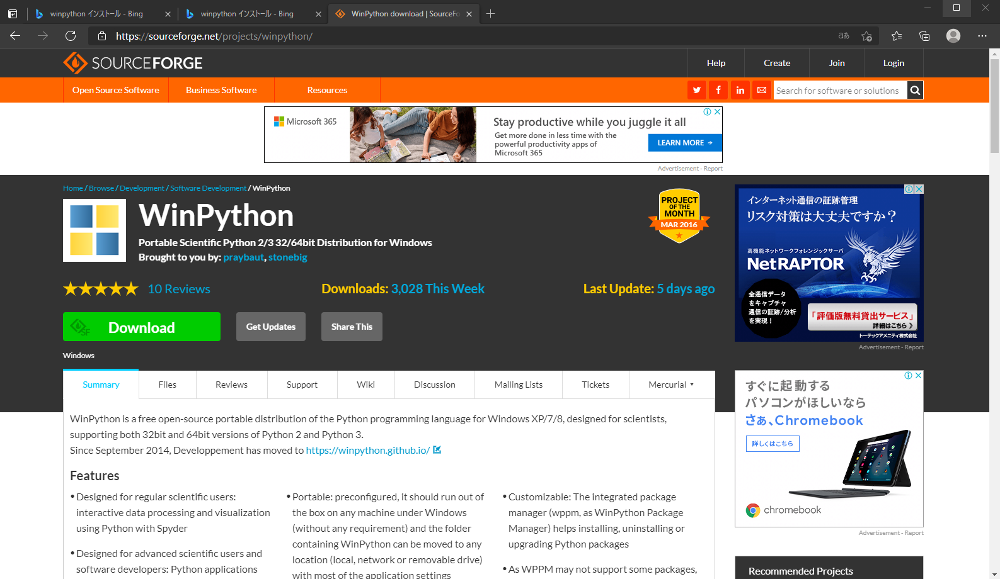 winpython インストール - Bing
winpython インストール - Bing
WinPython download | SourceFo
https://sourceforge.net/projects/winpython/
aあ
SOURCEFORGE
Help
Create
Join
Login
Open Source Software
Business Software
Resources
Search for software or solutions
Microsoft 365
Stay productive while you juggle it all
Get more done in less time with the
powerful productivity apps of
Microsoft 365
LEARN MORE
Advertisement - Report
Home / Browse / Development / Software Development / WinPython
WinPython
Portable Scientific Python 2/3 32/64bit Distribution for Windows
Brought to you by: praybaut, stonebig
PROJECT
OF THE
MONTH
MAR 2016
10 Reviews
Downloads: 3,028 This Week
Last Update: 5 days ago
Download
Get Updates
Share This
Windows
インターネット通信の証跡管理
リスク対策は大丈夫ですか？
高機能ネットワークフォレンジックサーバ
NetRAPTOR
全通信データ
をキャプチャ
通信の証跡/分析
を実現！
「評価版無料貸出サービス」
詳細はこちら 》
トーテックアメニティ株式会社
Advertisement - Report
Summary
Files
Reviews
Support
Wiki
Discussion
Mailing Lists
Tickets
Mercurial
WinPython is a free open-source portable distribution of the Python programming language for Windows XP/7/8, designed for scientists,
supporting both 32bit and 64bit versions of Python 2 and Python 3.
Since September 2014, Developpement has moved to https://winpython.github.io/
Features
• Designed for regular scientific users:
interactive data processing and visualization
using Python with Spyder
• Designed for advanced scientific users and
software developers: Python applications
• Portable: preconfigured, it should run out of
the box on any machine under Windows
(without any requirement) and the folder
containing WinPython can be moved to any
location (local, network or removable drive)
with most of the application settings
• Customizable: The integrated package
manager (wppm, as WinPython Package
Manager) helps installing, uninstalling or
upgrading Python packages
• As WPPM may not support some packages,
すぐに起動する
パソコンがほしいなら
さぁ、Chromebook
詳しくはこちら
chromebook
Advertisement - Report
Recommended Projects